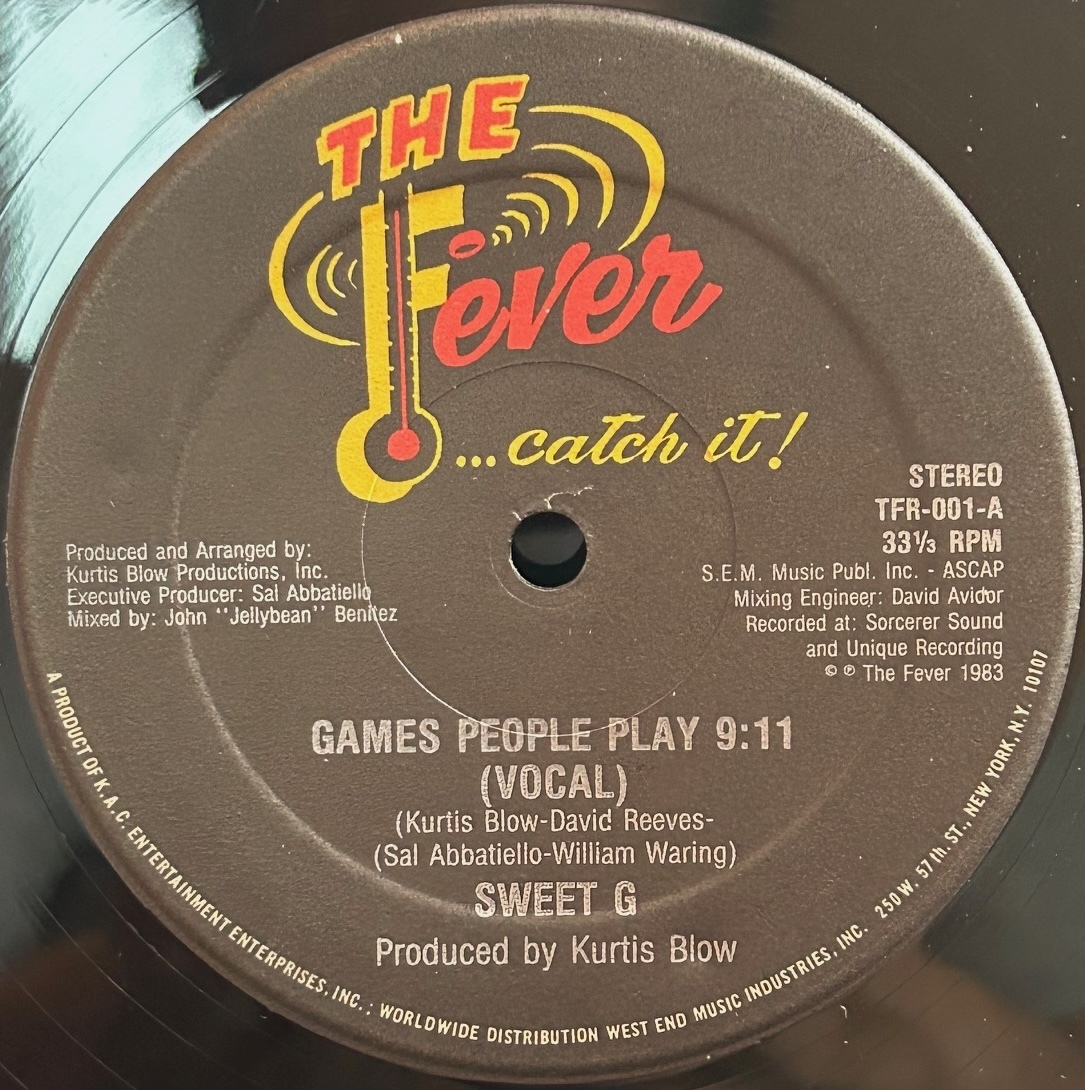 THE
Fever
...catch it!
STEREO
TFR-001-A
33⅓ RPM
S.E.M. Music Publ. Inc. - ASCAP
Mixing Engineer: David Avidor
Recorded at: Sorcerer Sound
and Unique Recording
© ℗ The Fever 1983
Produced and Arranged by:
Kurtis Blow Productions, Inc.
Executive Producer: Sal Abbatiello
Mixed by: John "Jellybean" Benitez
GAMES PEOPLE PLAY 9:11
(VOCAL)
(Kurtis Blow-David Reeves-
(Sal Abbatiello-William Waring)
SWEET G
Produced by Kurtis Blow
A PRODUCT OF K.A.C. ENTERTAINMENT ENTERPRISES, INC.; WORLDWIDE DISTRIBUTION WEST END MUSIC INDUSTRIES, INC. 250 W. 57 th. ST., NEW YORK, N.Y. 10107